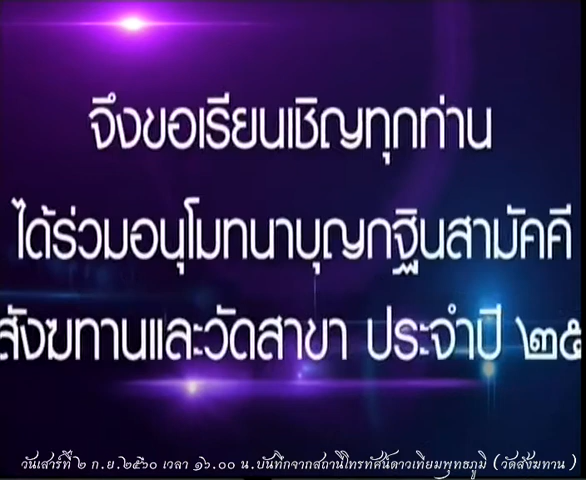 จึงขอเรียนเชิญทุกท่าน
ได้ร่วมอนุโมทนาบุญกฐินสามัคคี
สังฆทานและวัดสาขา ประจำปี ๒๕
วันเสาร์ที่ ๒ ก.ย.๒๕๖๐ เวลา ๑๖.๐๐ น.บันทึกจากสถานีโทรทัศน์ดาวเทียมพุทธภูมิ (วัดสังฆทาน )